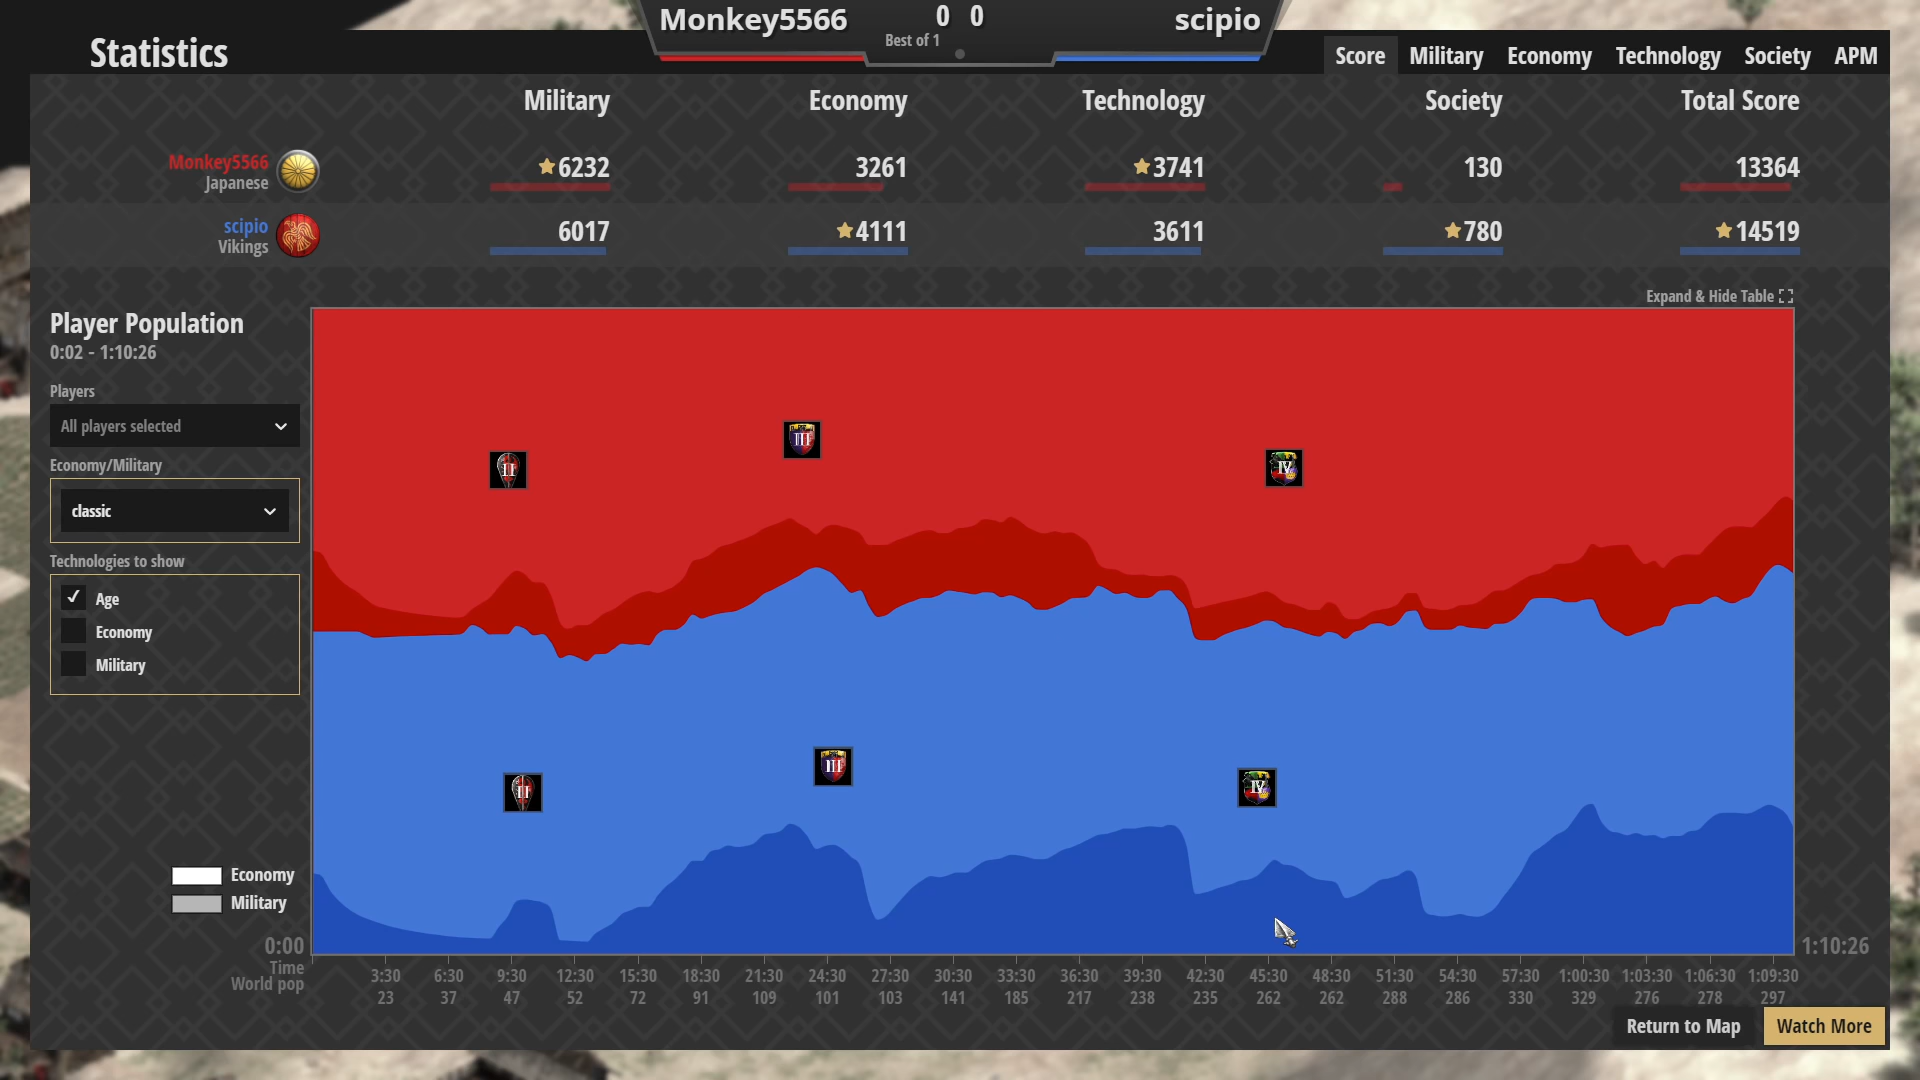 Monkey5566 0 0 scipio
Best of 1
Statistics
Score Military Economy Technology Society APM
Military Economy Technology Society Total Score
Monkey5566
Japanese
6232 3261 3741 130 13364
scipio
Vikings
6017 4111 3611 780 14519
Expand & Hide Table
Player Population
0:02 - 1:10:26
Players
All players selected
Economy/Military
classic
Technologies to show
✓ Age
Economy
Military
II
III
IV
II
III
IV
Economy
Military
0:00 1:10:26
Time 3:30 6:30 9:30 12:30 15:30 18:30 21:30 24:30 27:30 30:30 33:30 36:30 39:30 42:30 45:30 48:30 51:30 54:30 57:30 1:00:30 1:03:30 1:06:30 1:09:30
World pop 23 37 47 52 72 91 109 101 103 141 185 217 238 235 262 262 288 286 330 329 276 278 297
Return to Map Watch More